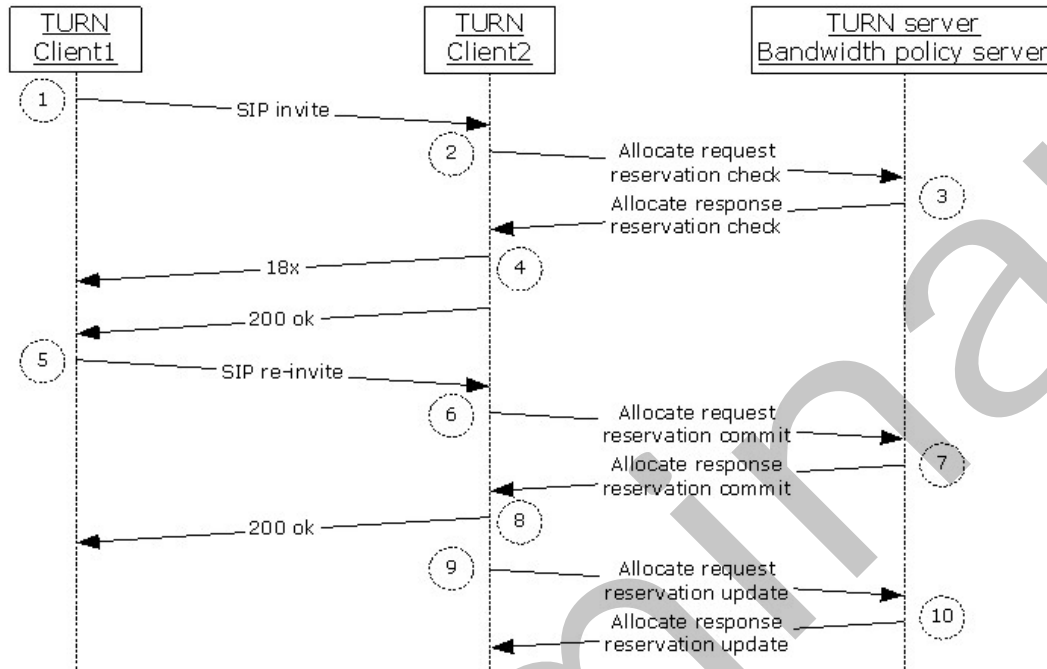 TURN
Client1
TURN
Client2
TURN server
Bandwidth policy server
1
SIP invite
2
Allocate request
reservation check
3
Allocate response
reservation check
4
18x
200 ok
5
SIP re-invite
6
Allocate request
reservation commit
7
Allocate response
reservation commit
8
200 ok
9
Allocate request
reservation update
10
Allocate response
reservation update
mina